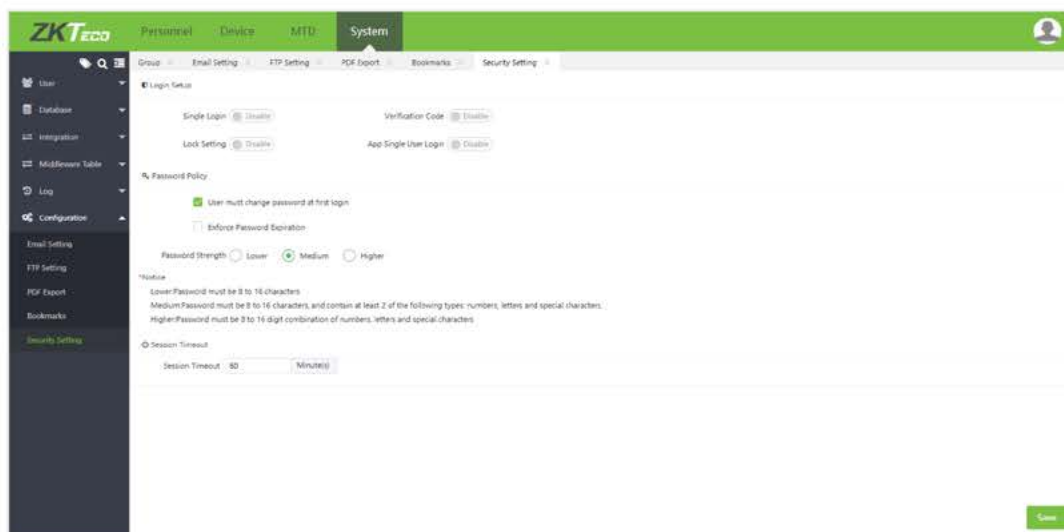 ZKTeco
Personnel Device MTD System
Group Email Setting FTP Setting PDF Export Bookmarks Security Setting
User
Database
Integration
Middleware Table
Log
Configuration
Email Setting
FTP Setting
PDF Export
Bookmarks
Security Setting
Login Setup
Single Login Disable Verification Code Disable
Lock Setting Disable App Single User Login Disable
Password Policy
User must change password at first login
Enforce Password Expiration
Password Strength Lower Medium Higher
*Notice
Lower:Password must be 8 to 16 characters
Medium:Password must be 8 to 16 characters, and contain at least 2 of the following types: numbers, letters and special characters
Higher:Password must be 8 to 16 digit combination of numbers, letters and special characters
Session Timeout
Session Timeout 60 Minute(s)
Save